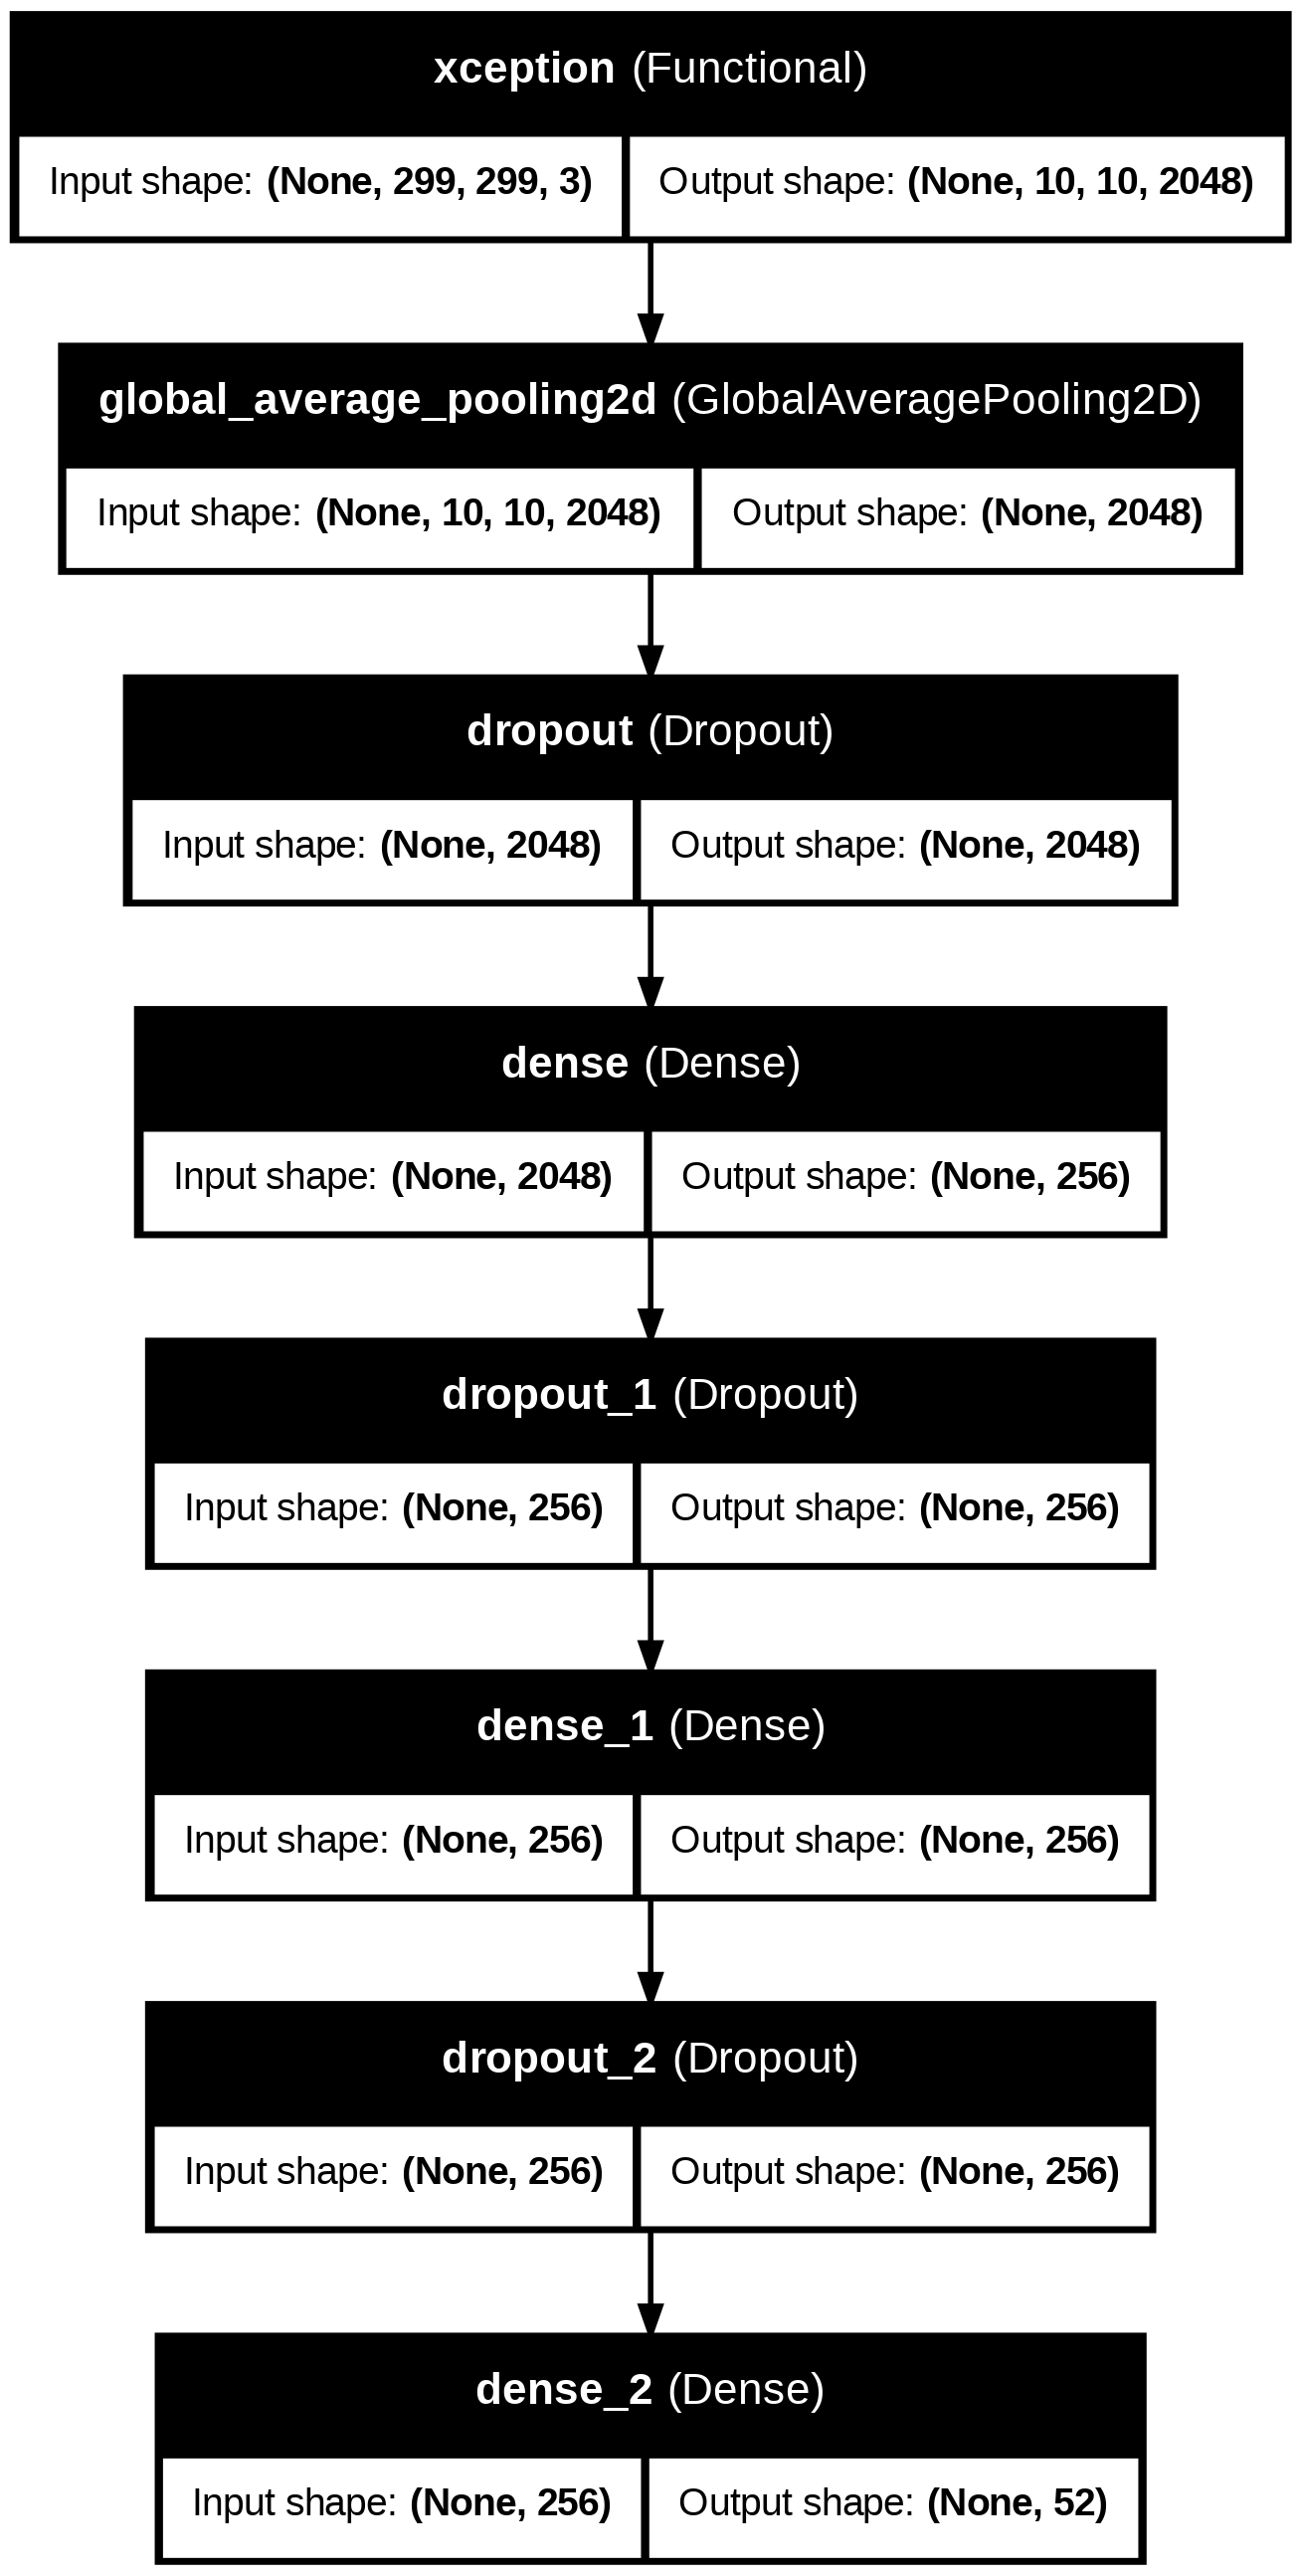 xception (Functional)
Input shape: (None, 299, 299, 3) Output shape: (None, 10, 10, 2048)
global_average_pooling2d (GlobalAveragePooling2D)
Input shape: (None, 10, 10, 2048) Output shape: (None, 2048)
dropout (Dropout)
Input shape: (None, 2048) Output shape: (None, 2048)
dense (Dense)
Input shape: (None, 2048) Output shape: (None, 256)
dropout_1 (Dropout)
Input shape: (None, 256) Output shape: (None, 256)
dense_1 (Dense)
Input shape: (None, 256) Output shape: (None, 256)
dropout_2 (Dropout)
Input shape: (None, 256) Output shape: (None, 256)
dense_2 (Dense)
Input shape: (None, 256) Output shape: (None, 52)